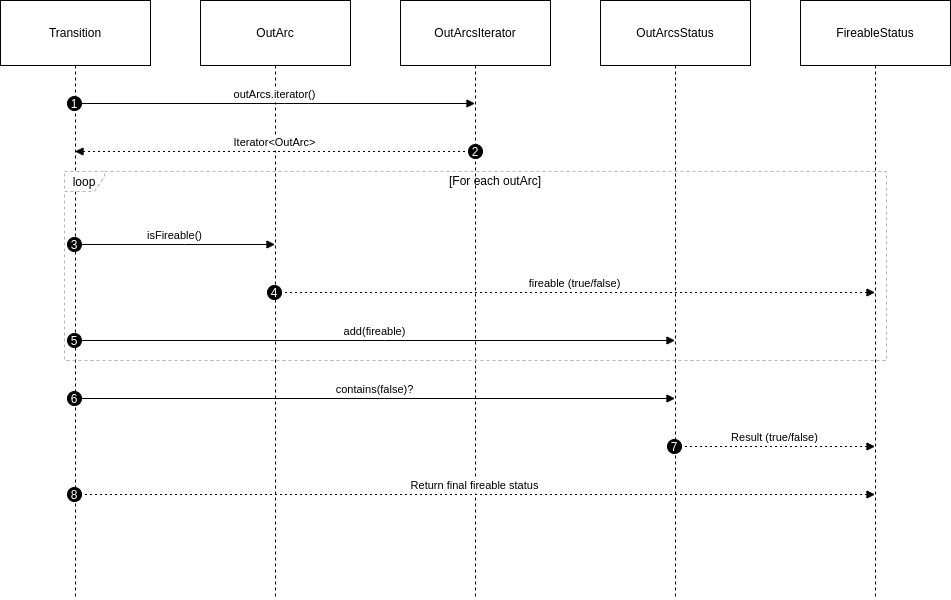 Transition
OutArc
OutArcsIterator
OutArcsStatus
FireableStatus
1
outArcs.iterator()
Iterator<OutArc>
2
loop
[For each outArc]
3
isFireable()
4
fireable (true/false)
5
add(fireable)
6
contains(false)?
7
Result (true/false)
8
Return final fireable status